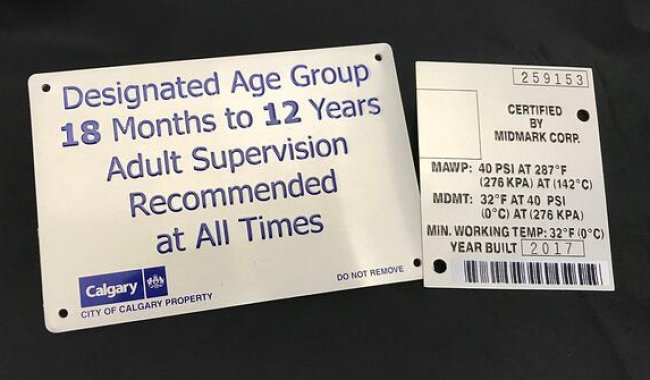 Designated Age Group
18 Months to 12 Years
Adult Supervision
Recommended
at All Times
Calgary
CITY OF CALGARY PROPERTY
DO NOT REMOVE
259153
CERTIFIED
BY
MIDMARK CORP.
MAWP: 40 PSI AT 287°F
(276 KPA) AT (142°C)
MDMT: 32°F AT 40 PSI
(0°C) AT (276 KPA)
MIN. WORKING TEMP: 32°F (0°C)
YEAR BUILT 2017